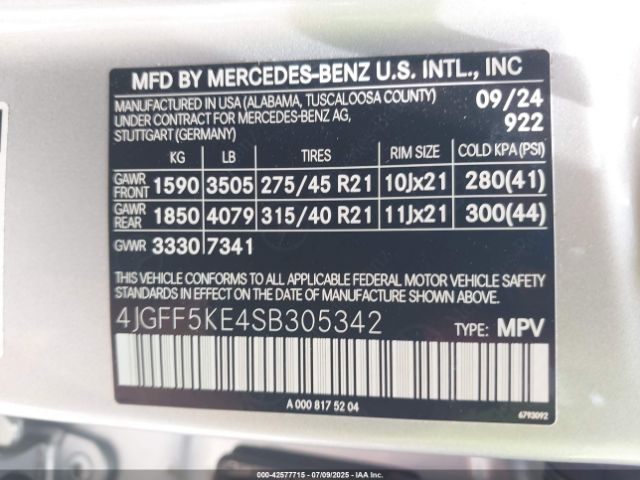 MFD BY MERCEDES-BENZ U.S. INTL., INC
MANUFACTURED IN USA (ALABAMA, TUSCALOOSA COUNTY) 09/24
UNDER CONTRACT FOR MERCEDES-BENZ AG, 922
STUTTGART (GERMANY)
KG LB TIRES RIM SIZE COLD KPA (PSI)
GAWR FRONT 1590 3505 275/45 R21 10Jx21 280(41)
GAWR REAR 1850 4079 315/40 R21 11Jx21 300(44)
GVWR 3330 7341
THIS VEHICLE CONFORMS TO ALL APPLICABLE FEDERAL MOTOR VEHICLE SAFETY
STANDARDS IN EFFECT ON THE DATE OF MANUFACTURE SHOWN ABOVE.
4JGFF5KE4SB305342 TYPE: MPV
A 000 817 52 04
6793092
000-42577715 - 07/09/2025 - IAAI.COM